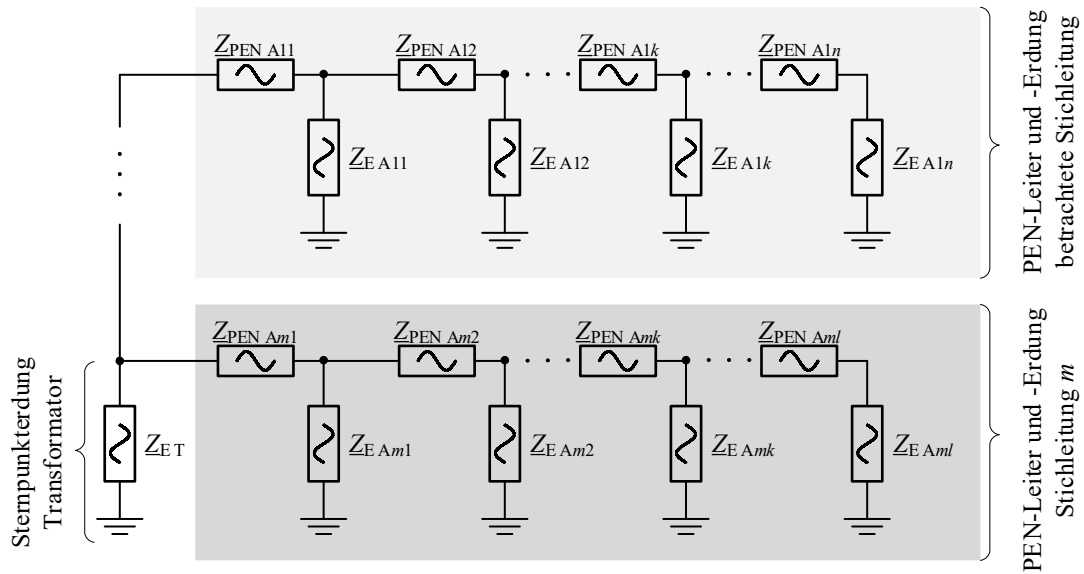 Z_PEN A11
Z_PEN A12
Z_PEN A1k
Z_PEN A1n
Z_E A11
Z_E A12
Z_E A1k
Z_E A1n
PEN-Leiter und -Erdung
betrachtete Stichleitung
Z_PEN Am1
Z_PEN Am2
Z_PEN Amk
Z_PEN Aml
Z_E T
Z_E Am1
Z_E Am2
Z_E Amk
Z_E Aml
Sternpunkterdung
Transformator
PEN-Leiter und -Erdung
Stichleitung m